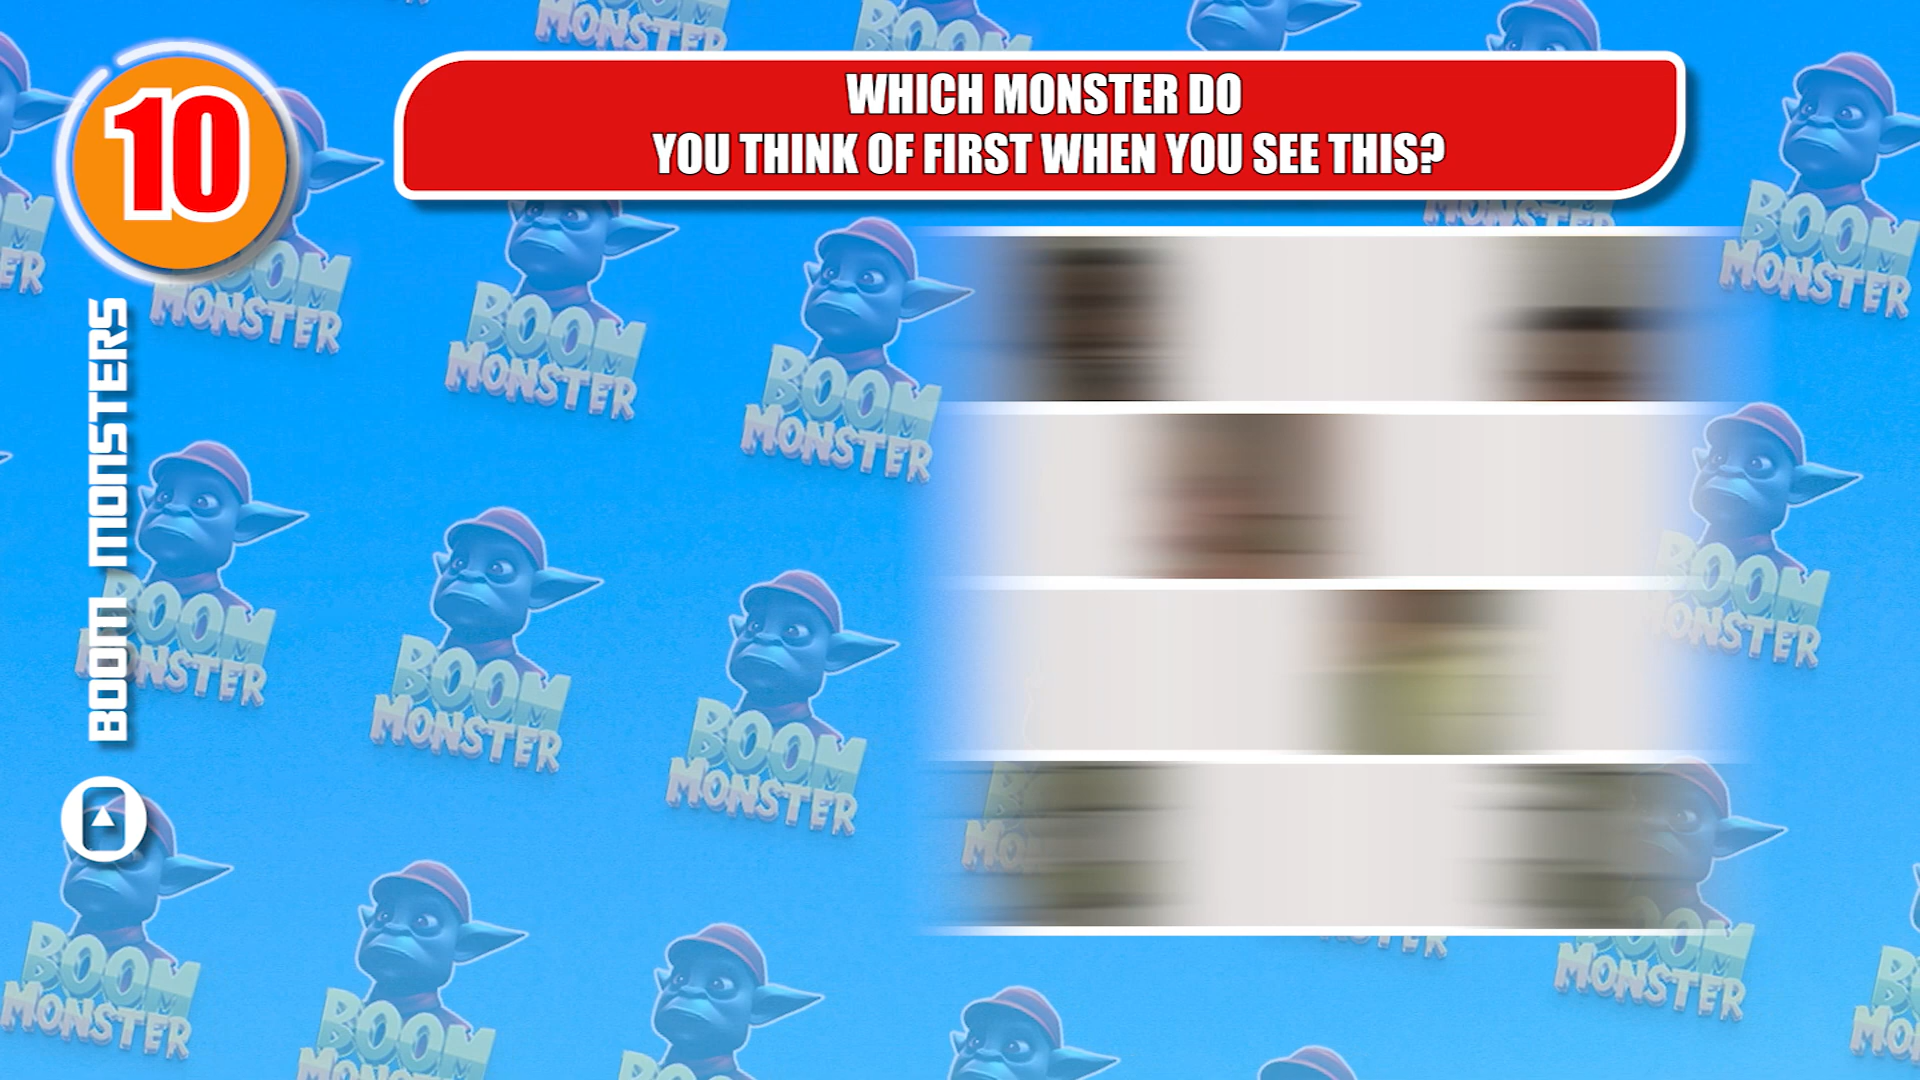 10
WHICH MONSTER DO
YOU THINK OF FIRST WHEN YOU SEE THIS?
BOOM MONSTERS
BOOM
MONSTER